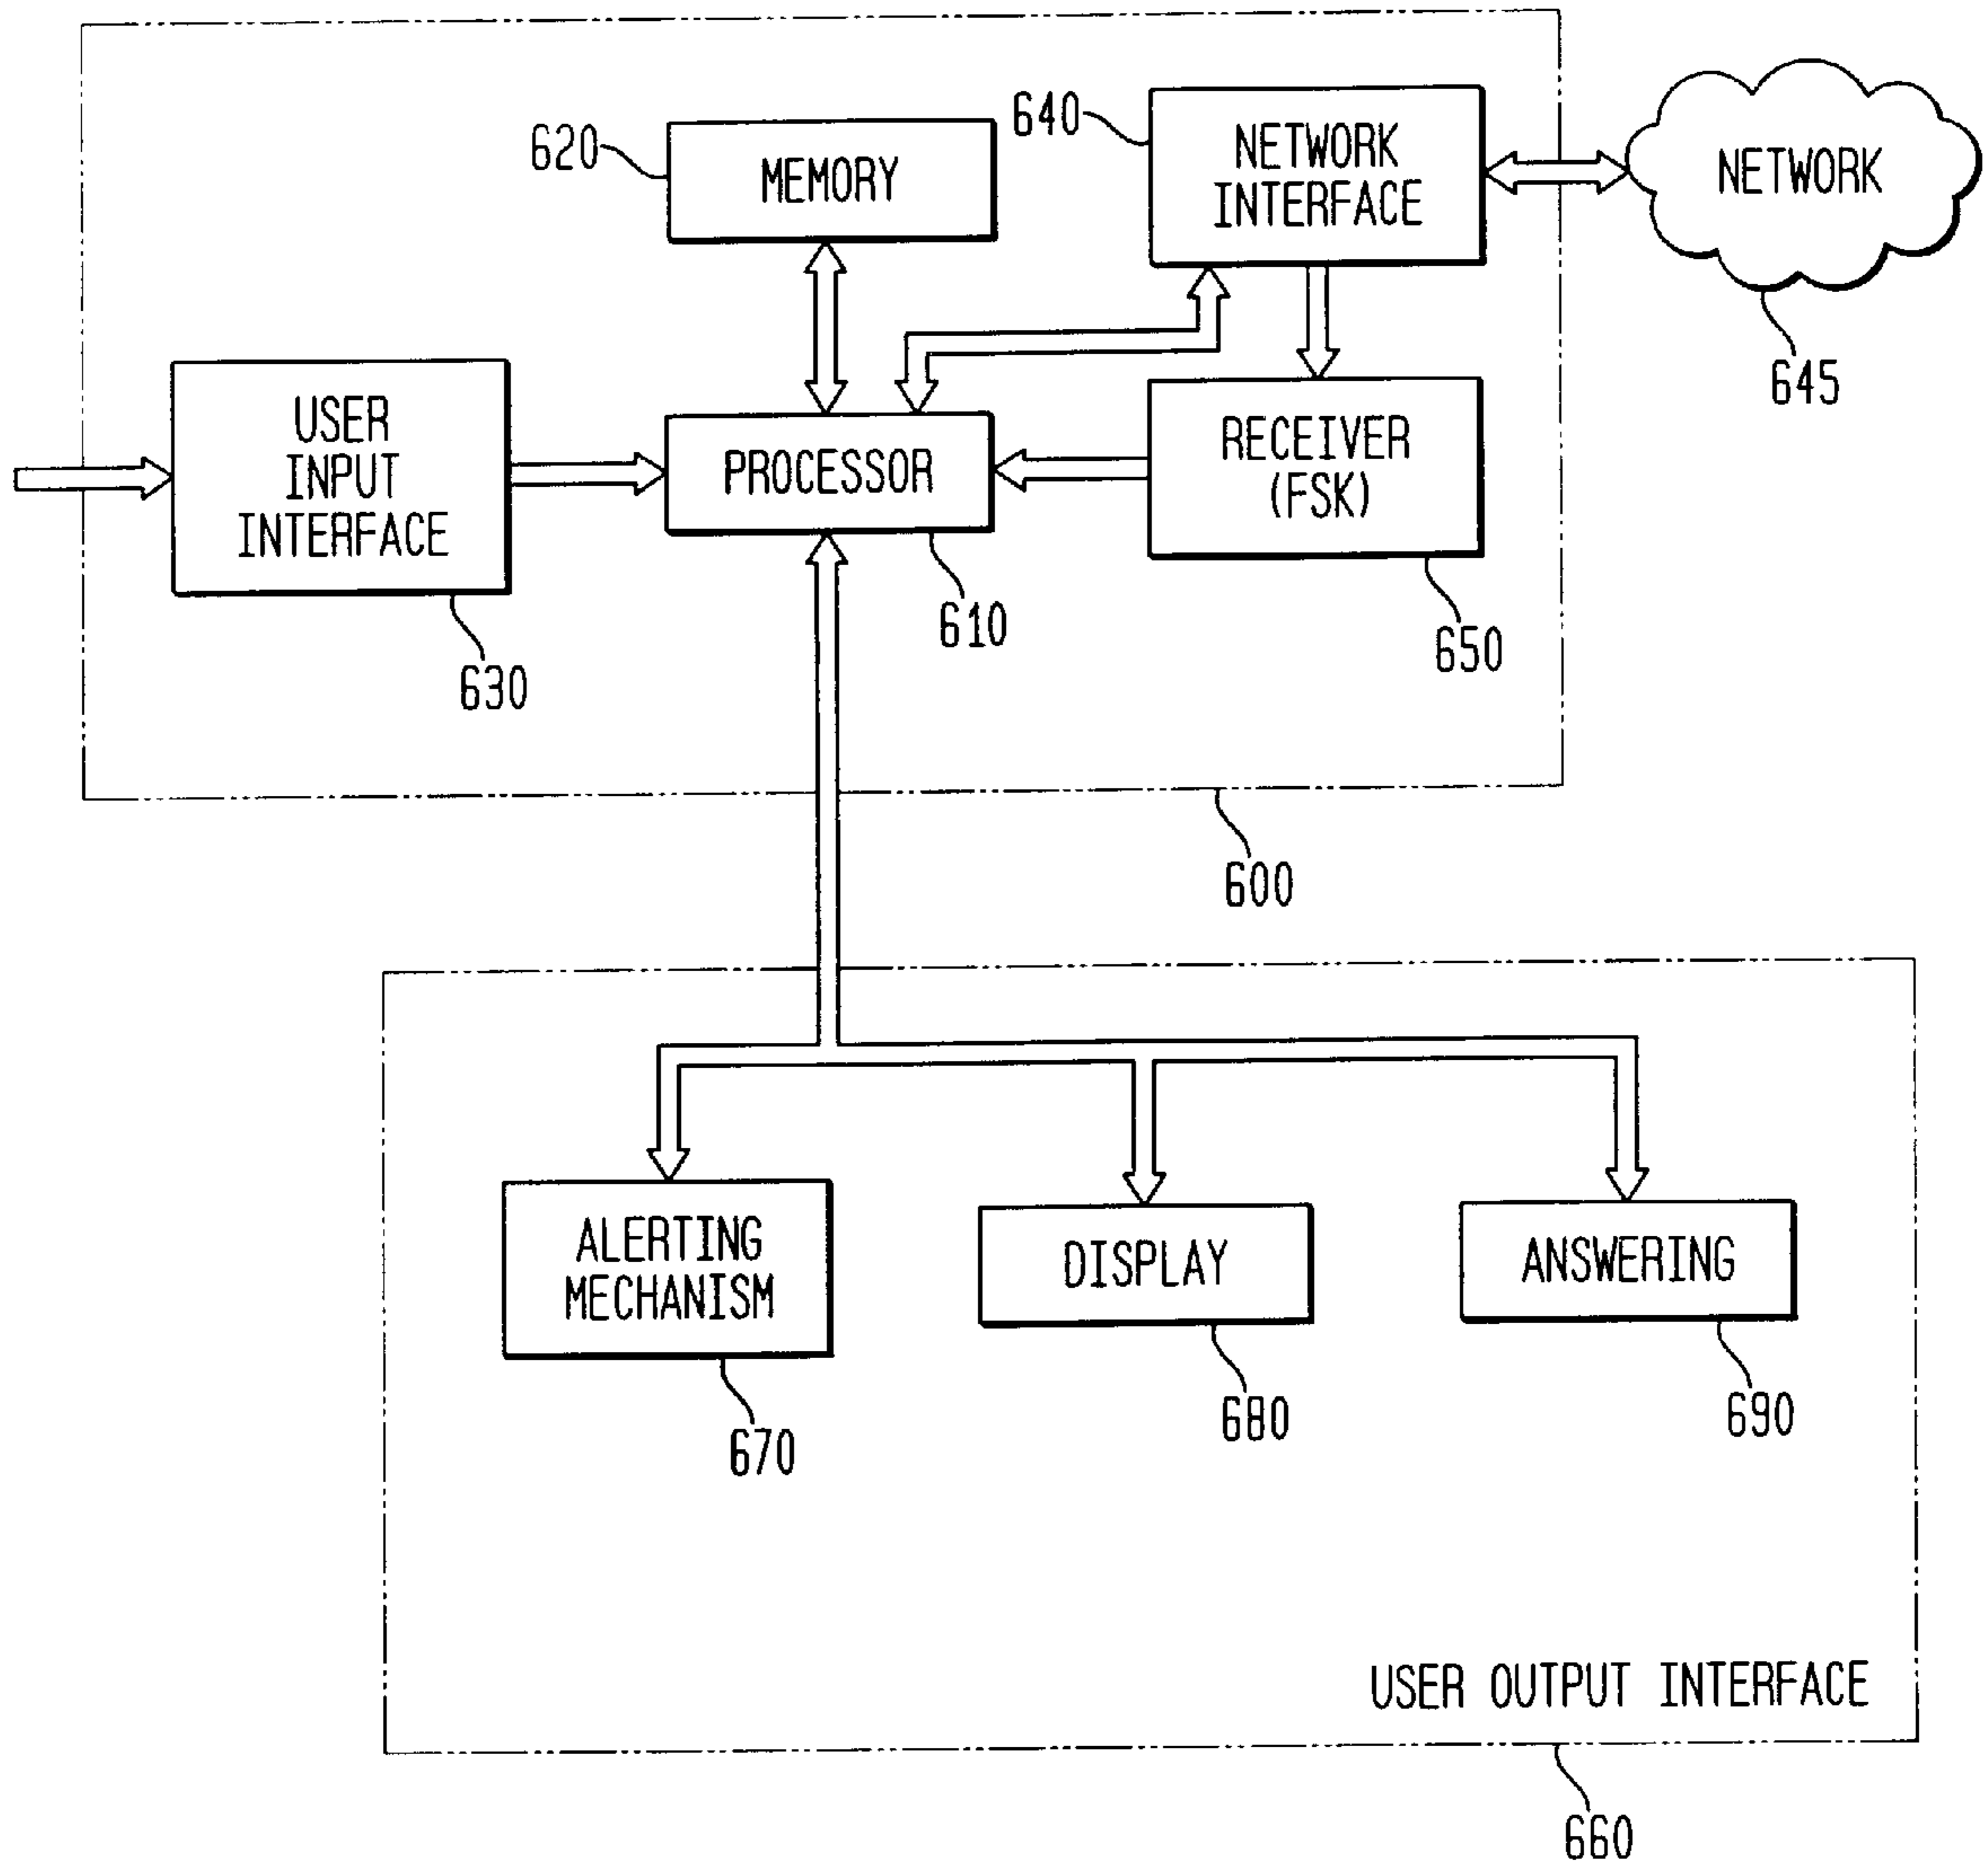 620
MEMORY
640
NETWORK
INTERFACE
NETWORK
645
USER
INPUT
INTERFACE
630
PROCESSOR
610
RECEIVER
(FSK)
650
600
ALERTING
MECHANISM
670
DISPLAY
680
ANSWERING
690
USER OUTPUT INTERFACE
660